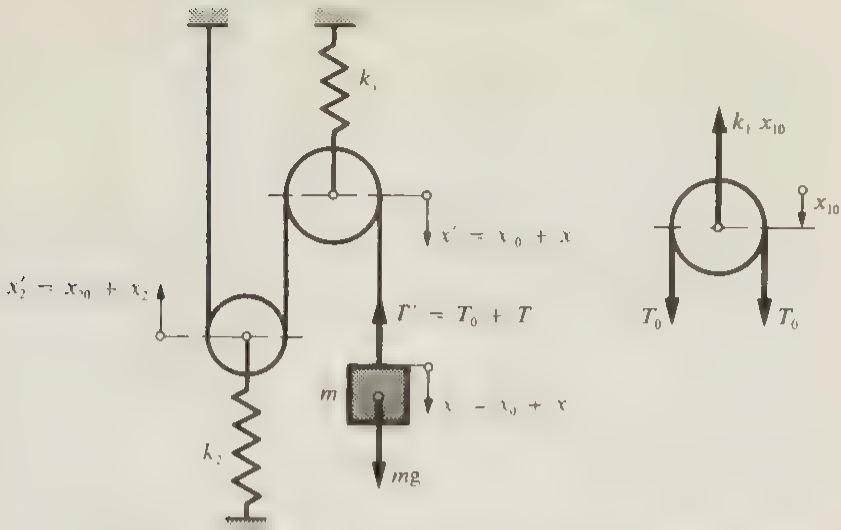 k₁
k₁ x₁₀
x₁₀
x' = x₀ + x
x₂' = x₂₀ + x₂
T' = T₀ + T
T₀
T₀
m
x = x₀ + x
k₂
mg